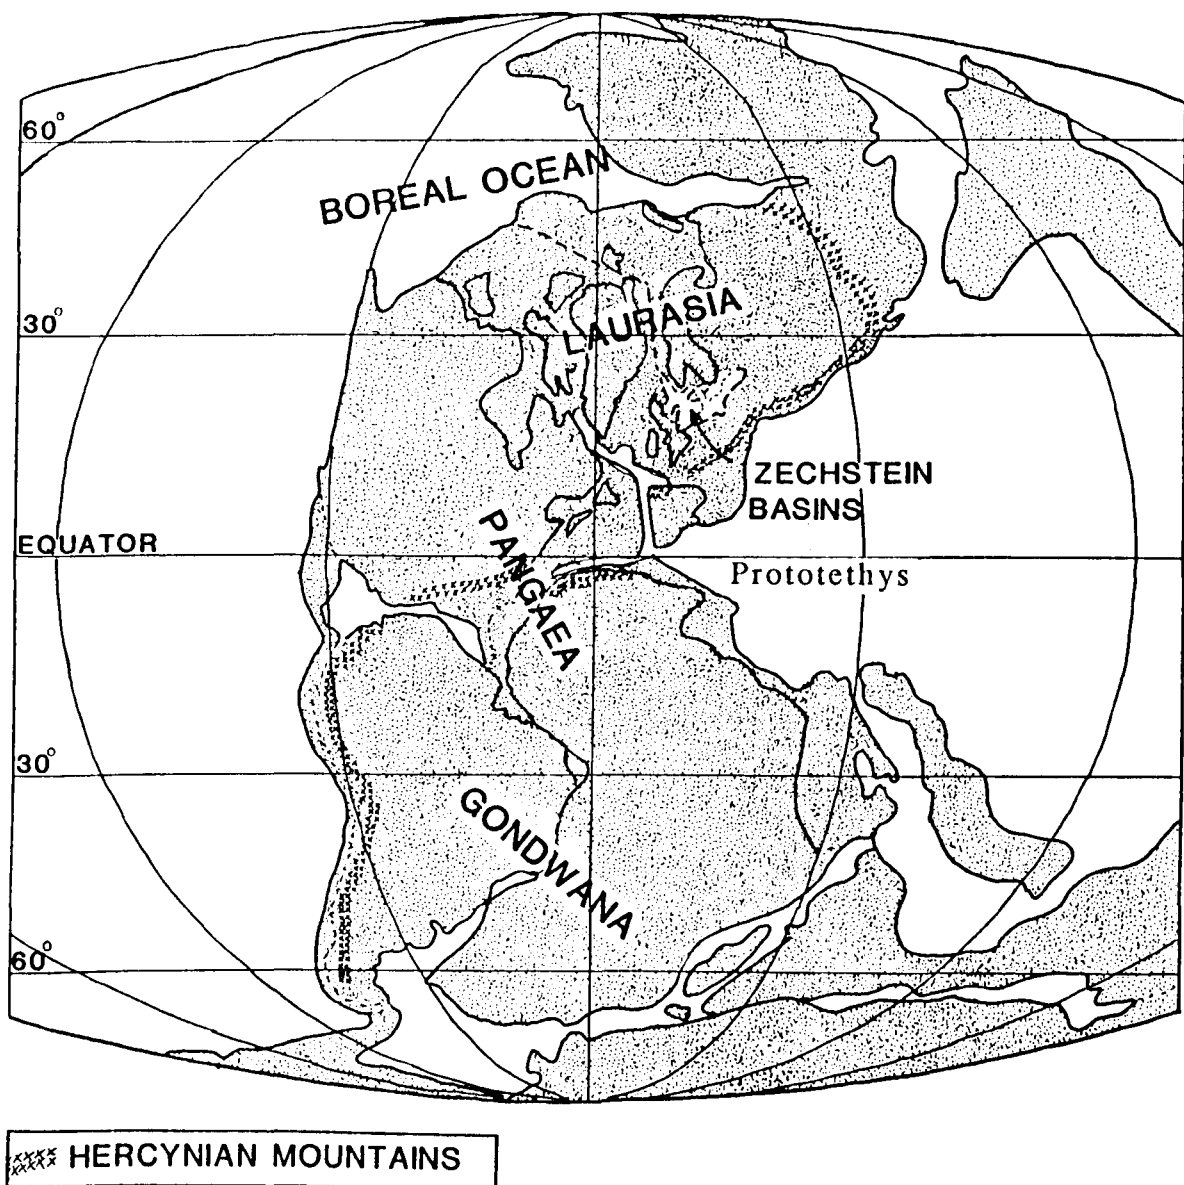 60°
BOREAL OCEAN
30°
LAURASIA
ZECHSTEIN
BASINS
EQUATOR
PANGAEA
Prototethys
30°
GONDWANA
60°
HERCYNIAN MOUNTAINS